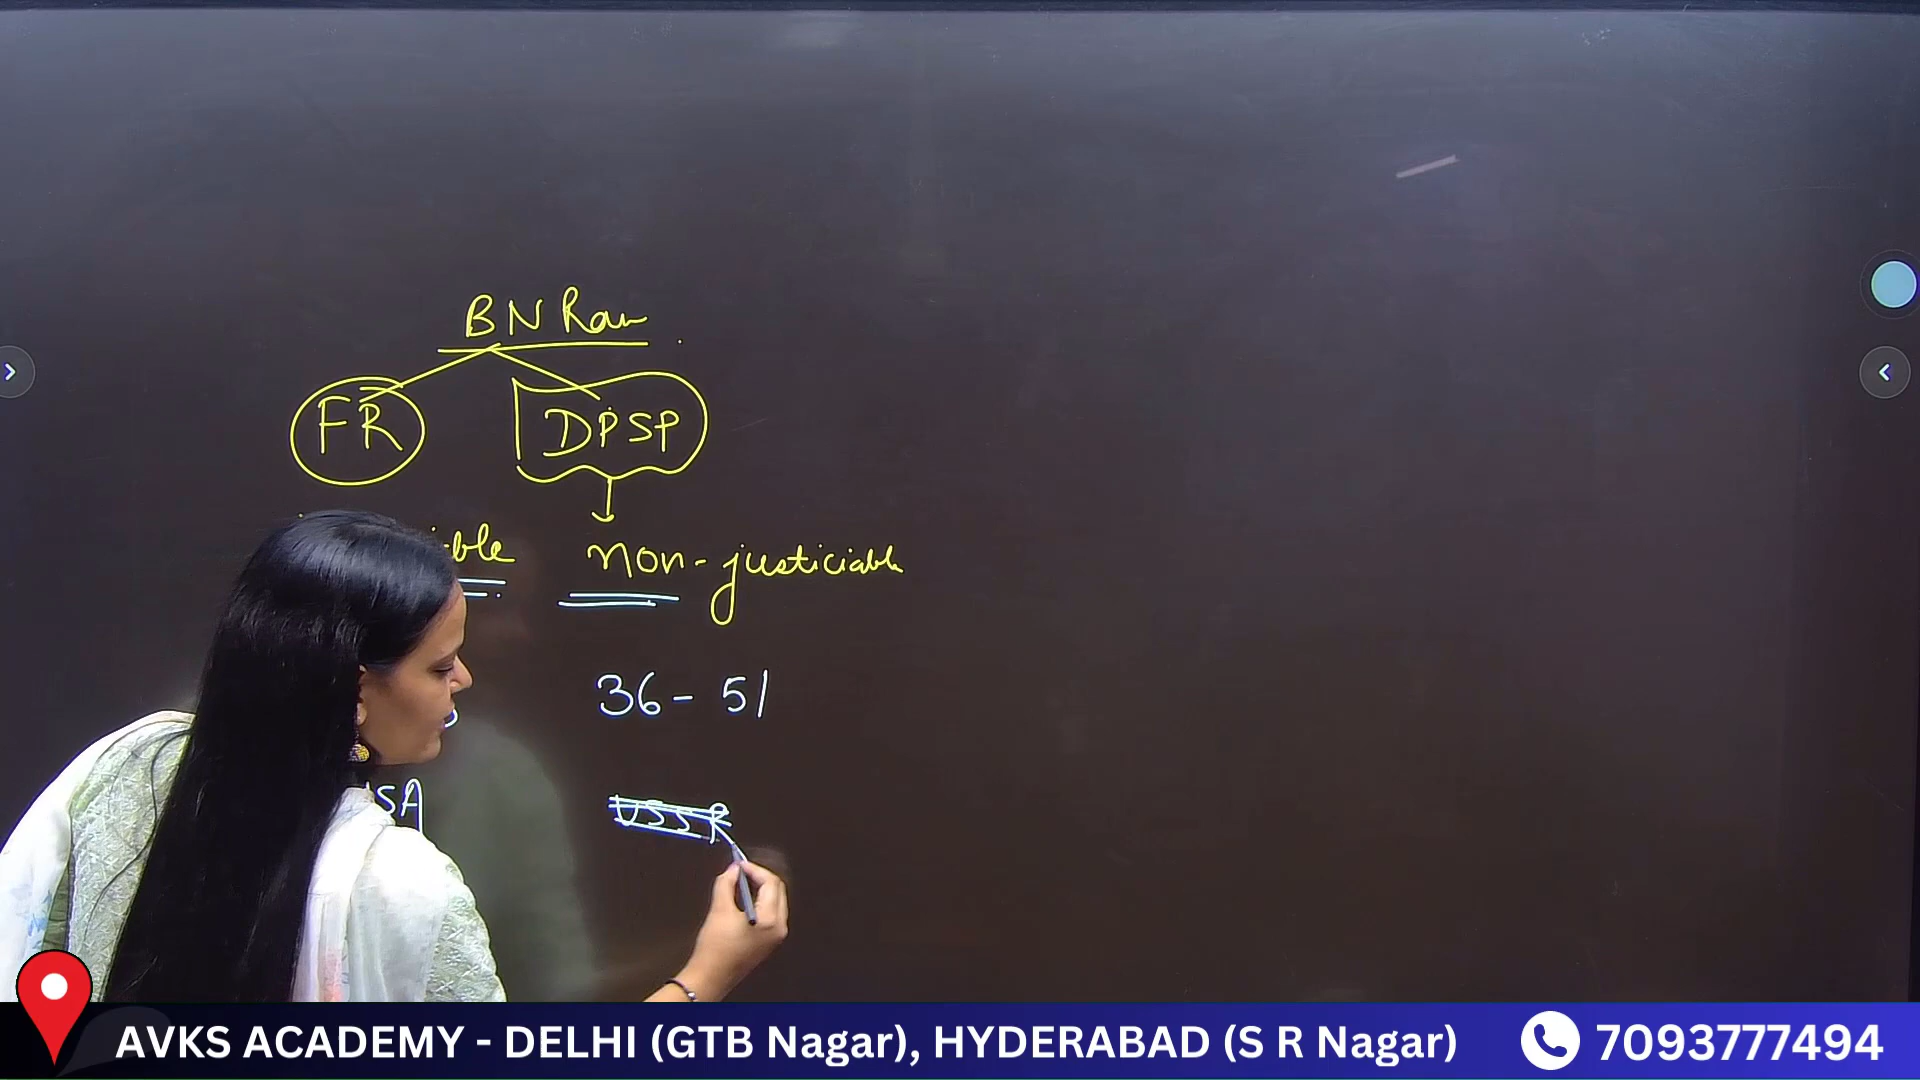 BN Rau
FR DPSP
non-justiciable
36 - 51
USSR
AVKS ACADEMY - DELHI (GTB Nagar), HYDERABAD (S R Nagar) 7093777494